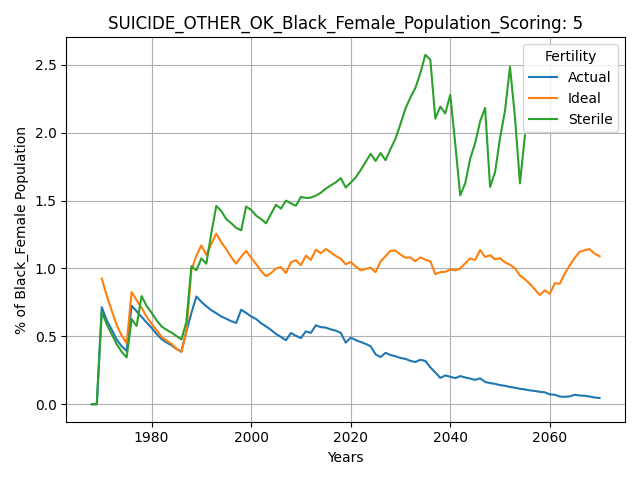 SUICIDE_OTHER_OK_Black_Female_Population_Scoring: 5
Fertility
Actual
Ideal
Sterile
% of Black_Female Population
2.5
2.0
1.5
1.0
0.5
0.0
1980
2000
2020
2040
2060
Years